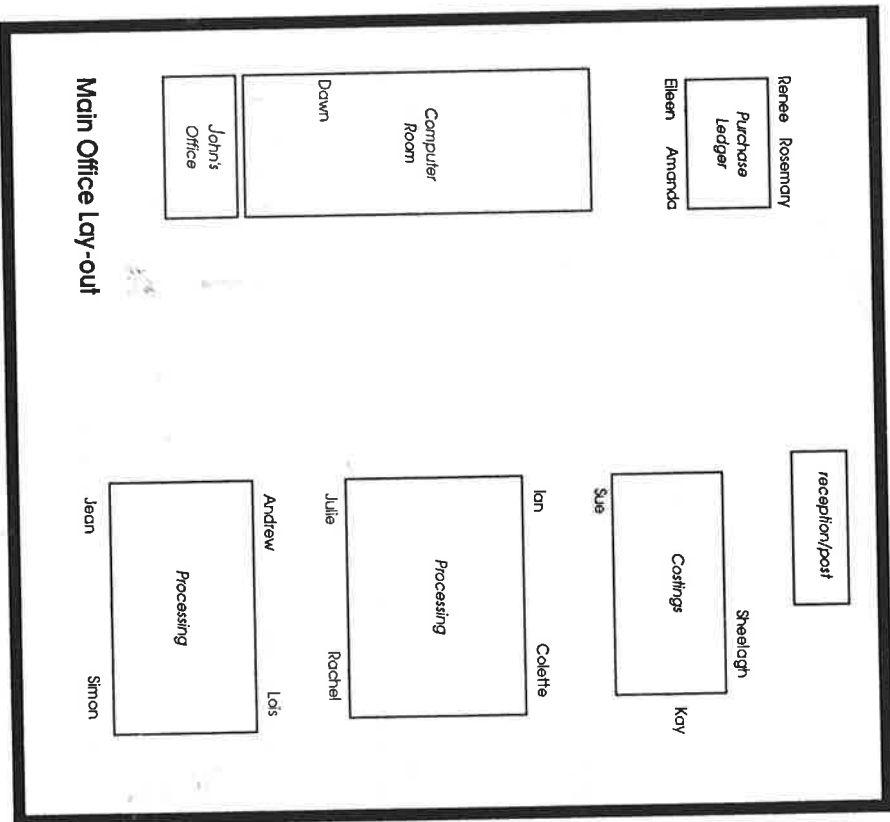 Renee Rosemary
Purchase
Ledger
Eileen Amanda
Computer
Room
Dawn
John's
Office
reception/post
Sheelagh
Costings
Kay
Sue
Ian Colette
Processing
Julie Rachel
Andrew Lois
Processing
Jean Simon
Main Office Lay-out